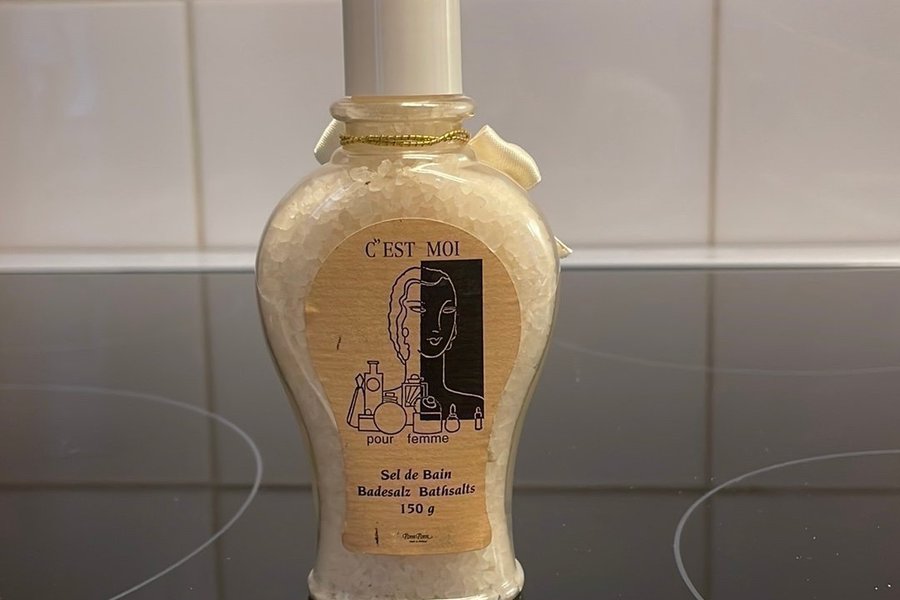 C"EST MOI
pour femme
Sel de Bain
Badesalz Bathsalts
150 g